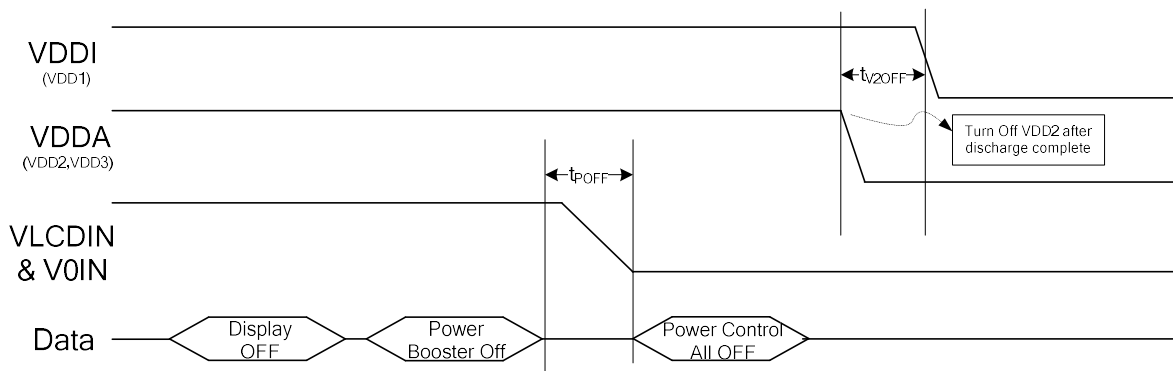 VDDI
(VDD1)
tV2OFF
VDDA
(VDD2,VDD3)
Turn Off VDD2 after
discharge complete
tPOFF
VLCDIN
& V0IN
Data
Display
OFF
Power
Booster Off
Power Control
All OFF